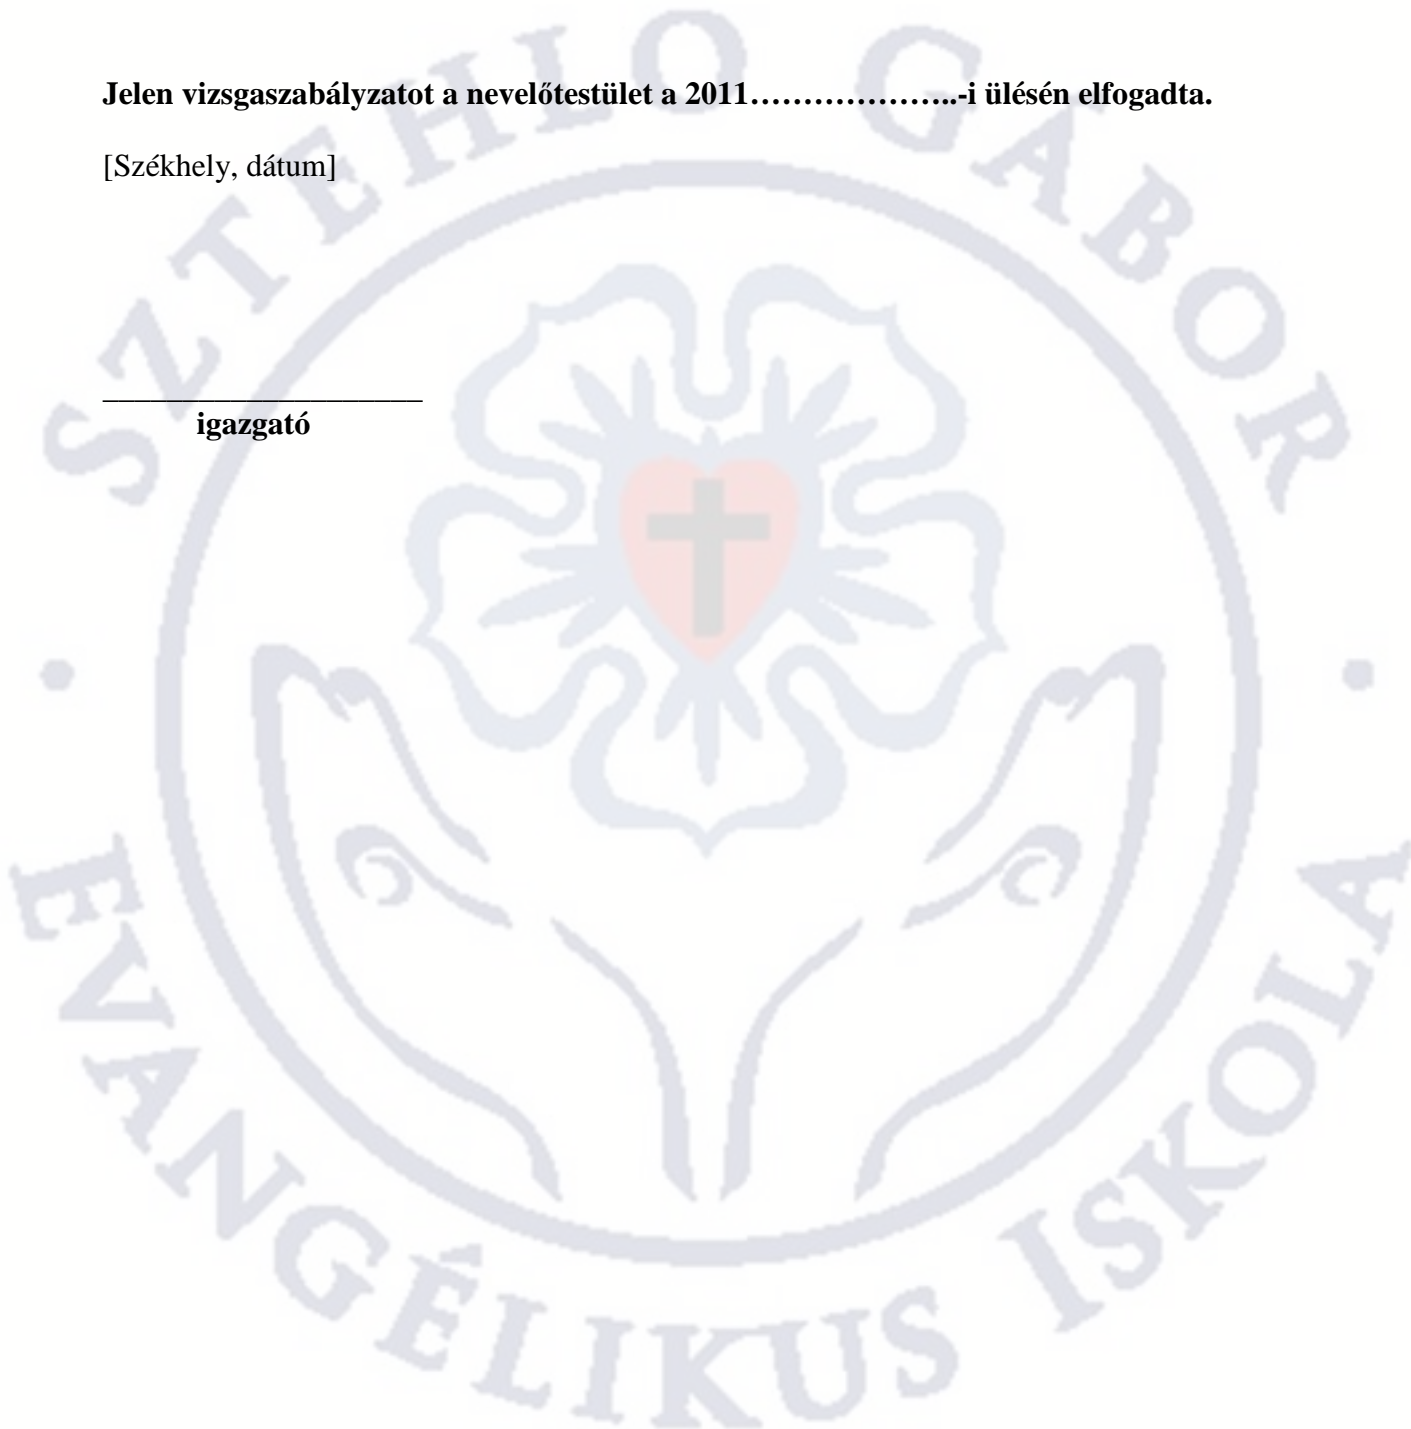 Jelen vizsgaszabályzatot a nevelőtestület a 2011………………..-i ülésén elfogadta.
[Székhely, dátum]
____________________
igazgató
SZTEHLO GÁBOR
EVANGÉLIKUS ISKOLA